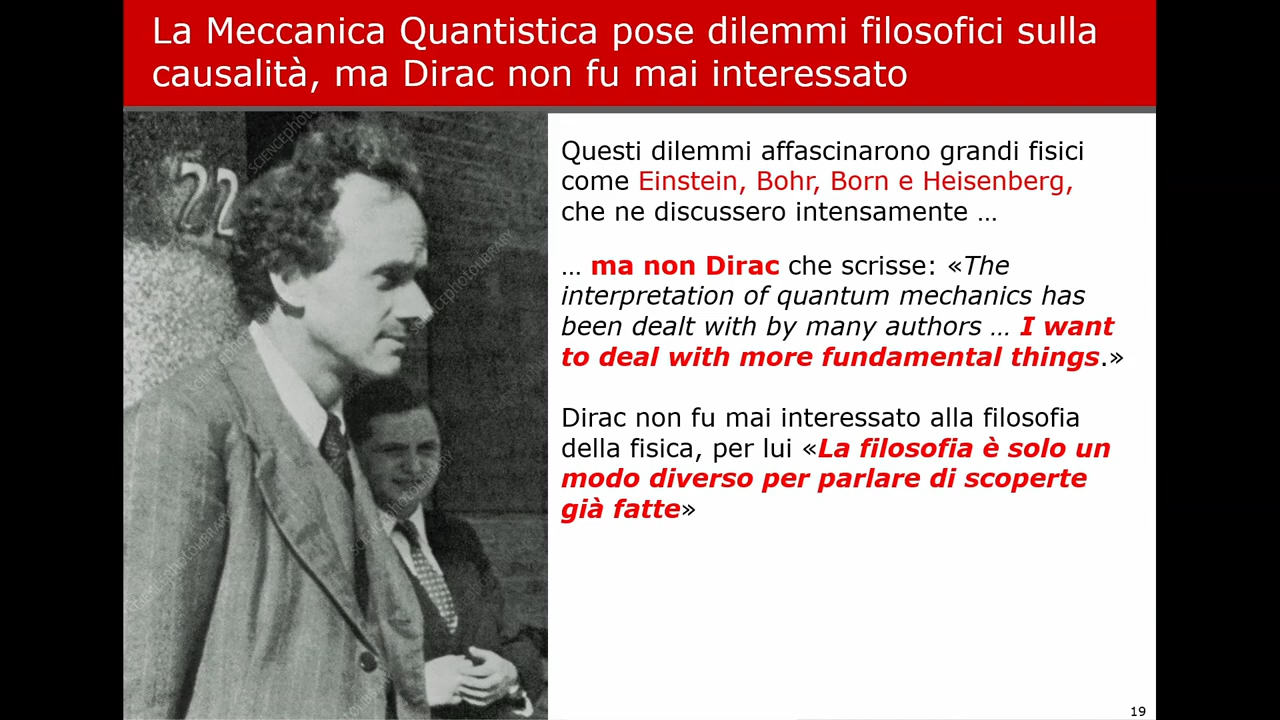 La Meccanica Quantistica pose dilemmi filosofici sulla
causalità, ma Dirac non fu mai interessato
22
Questi dilemmi affascinarono grandi fisici
come Einstein, Bohr, Born e Heisenberg,
che ne discussero intensamente …
… ma non Dirac che scrisse: «The
interpretation of quantum mechanics has
been dealt with by many authors … I want
to deal with more fundamental things.»
Dirac non fu mai interessato alla filosofia
della fisica, per lui «La filosofia è solo un
modo diverso per parlare di scoperte
già fatte»
SCIENCEPHOTOLIBRARY
19